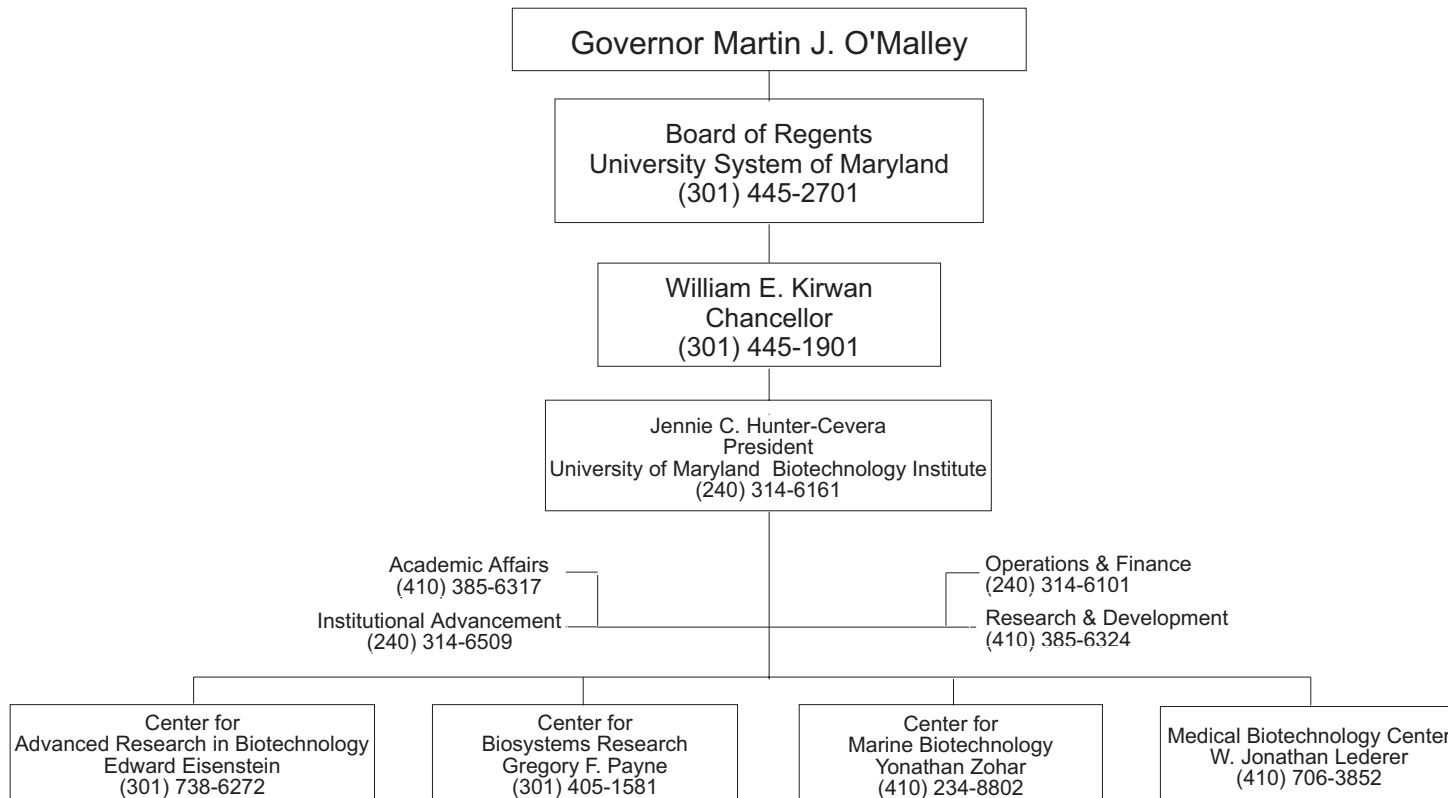 Governor Martin J. O'Malley
Board of Regents
University System of Maryland
(301) 445-2701
William E. Kirwan
Chancellor
(301) 445-1901
Jennie C. Hunter-Cevera
President
University of Maryland Biotechnology Institute
(240) 314-6161
Academic Affairs
(410) 385-6317
Institutional Advancement
(240) 314-6509
Operations & Finance
(240) 314-6101
Research & Development
(410) 385-6324
Center for
Advanced Research in Biotechnology
Edward Eisenstein
(301) 738-6272
Center for
Biosystems Research
Gregory F. Payne
(301) 405-1581
Center for
Marine Biotechnology
Yonathan Zohar
(410) 234-8802
Medical Biotechnology Center
W. Jonathan Lederer
(410) 706-3852